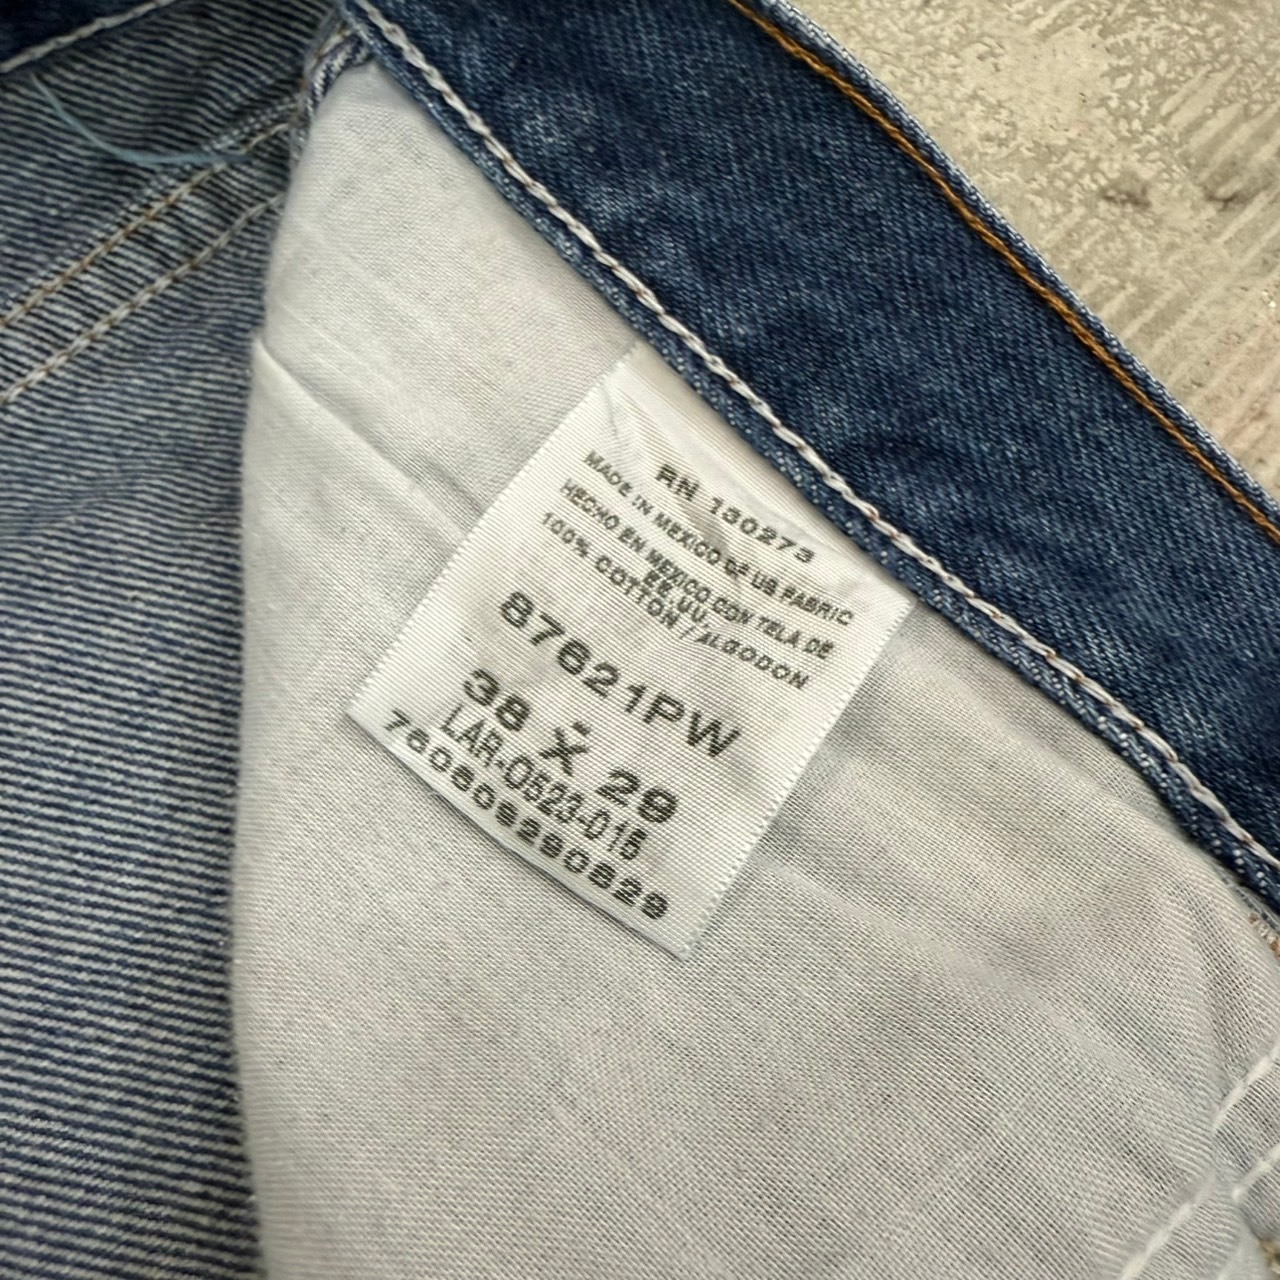 RN 130273
MADE IN MEXICO OF US FABRIC
HECHO EN MEXICO CON TELA DE
EE.UU.
100% COTTON / ALGODON
87621PW
38 X 29
LAR-0523-015
760809290829